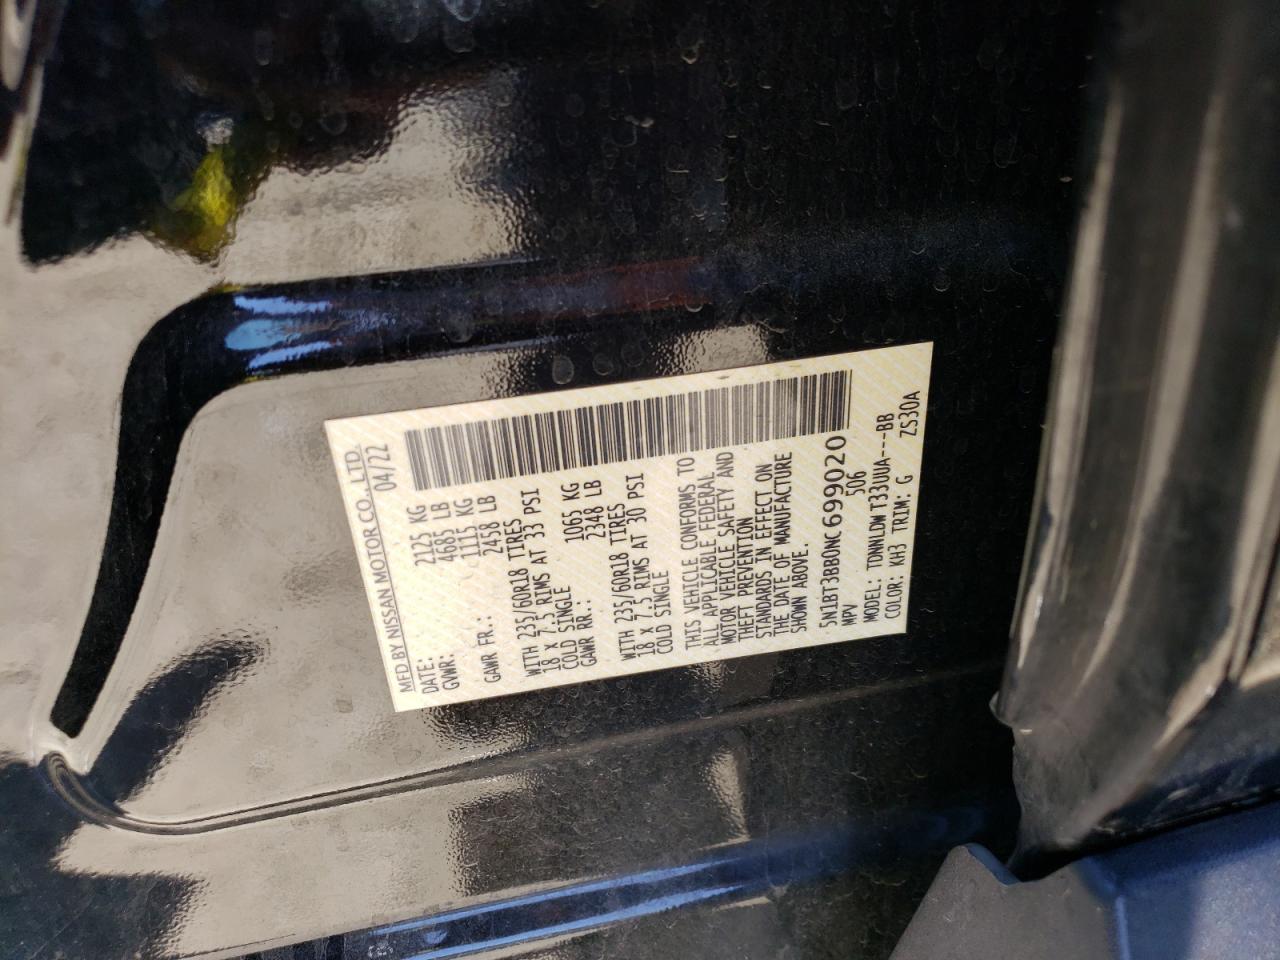 MFD BY NISSAN MOTOR CO.,LTD.
DATE: 04/22
GVWR: 2125 KG
4685 LB
GAWR FR.: 1115 KG
2458 LB
WITH 235/60R18 TIRES
18 X 7.5 RIMS AT 33 PSI
COLD SINGLE
GAWR RR.: 1065 KG
2348 LB
WITH 235/60R18 TIRES
18 X 7.5 RIMS AT 30 PSI
COLD SINGLE
THIS VEHICLE CONFORMS TO
ALL APPLICABLE FEDERAL
MOTOR VEHICLE SAFETY AND
THEFT PREVENTION
STANDARDS IN EFFECT ON
THE DATE OF MANUFACTURE
SHOWN ABOVE.
5N1BT3BB0NC699020
MPV 506
MODEL: TDNNLDW T33UUA---BB
COLOR: KH3 TRIM: G ZS30A